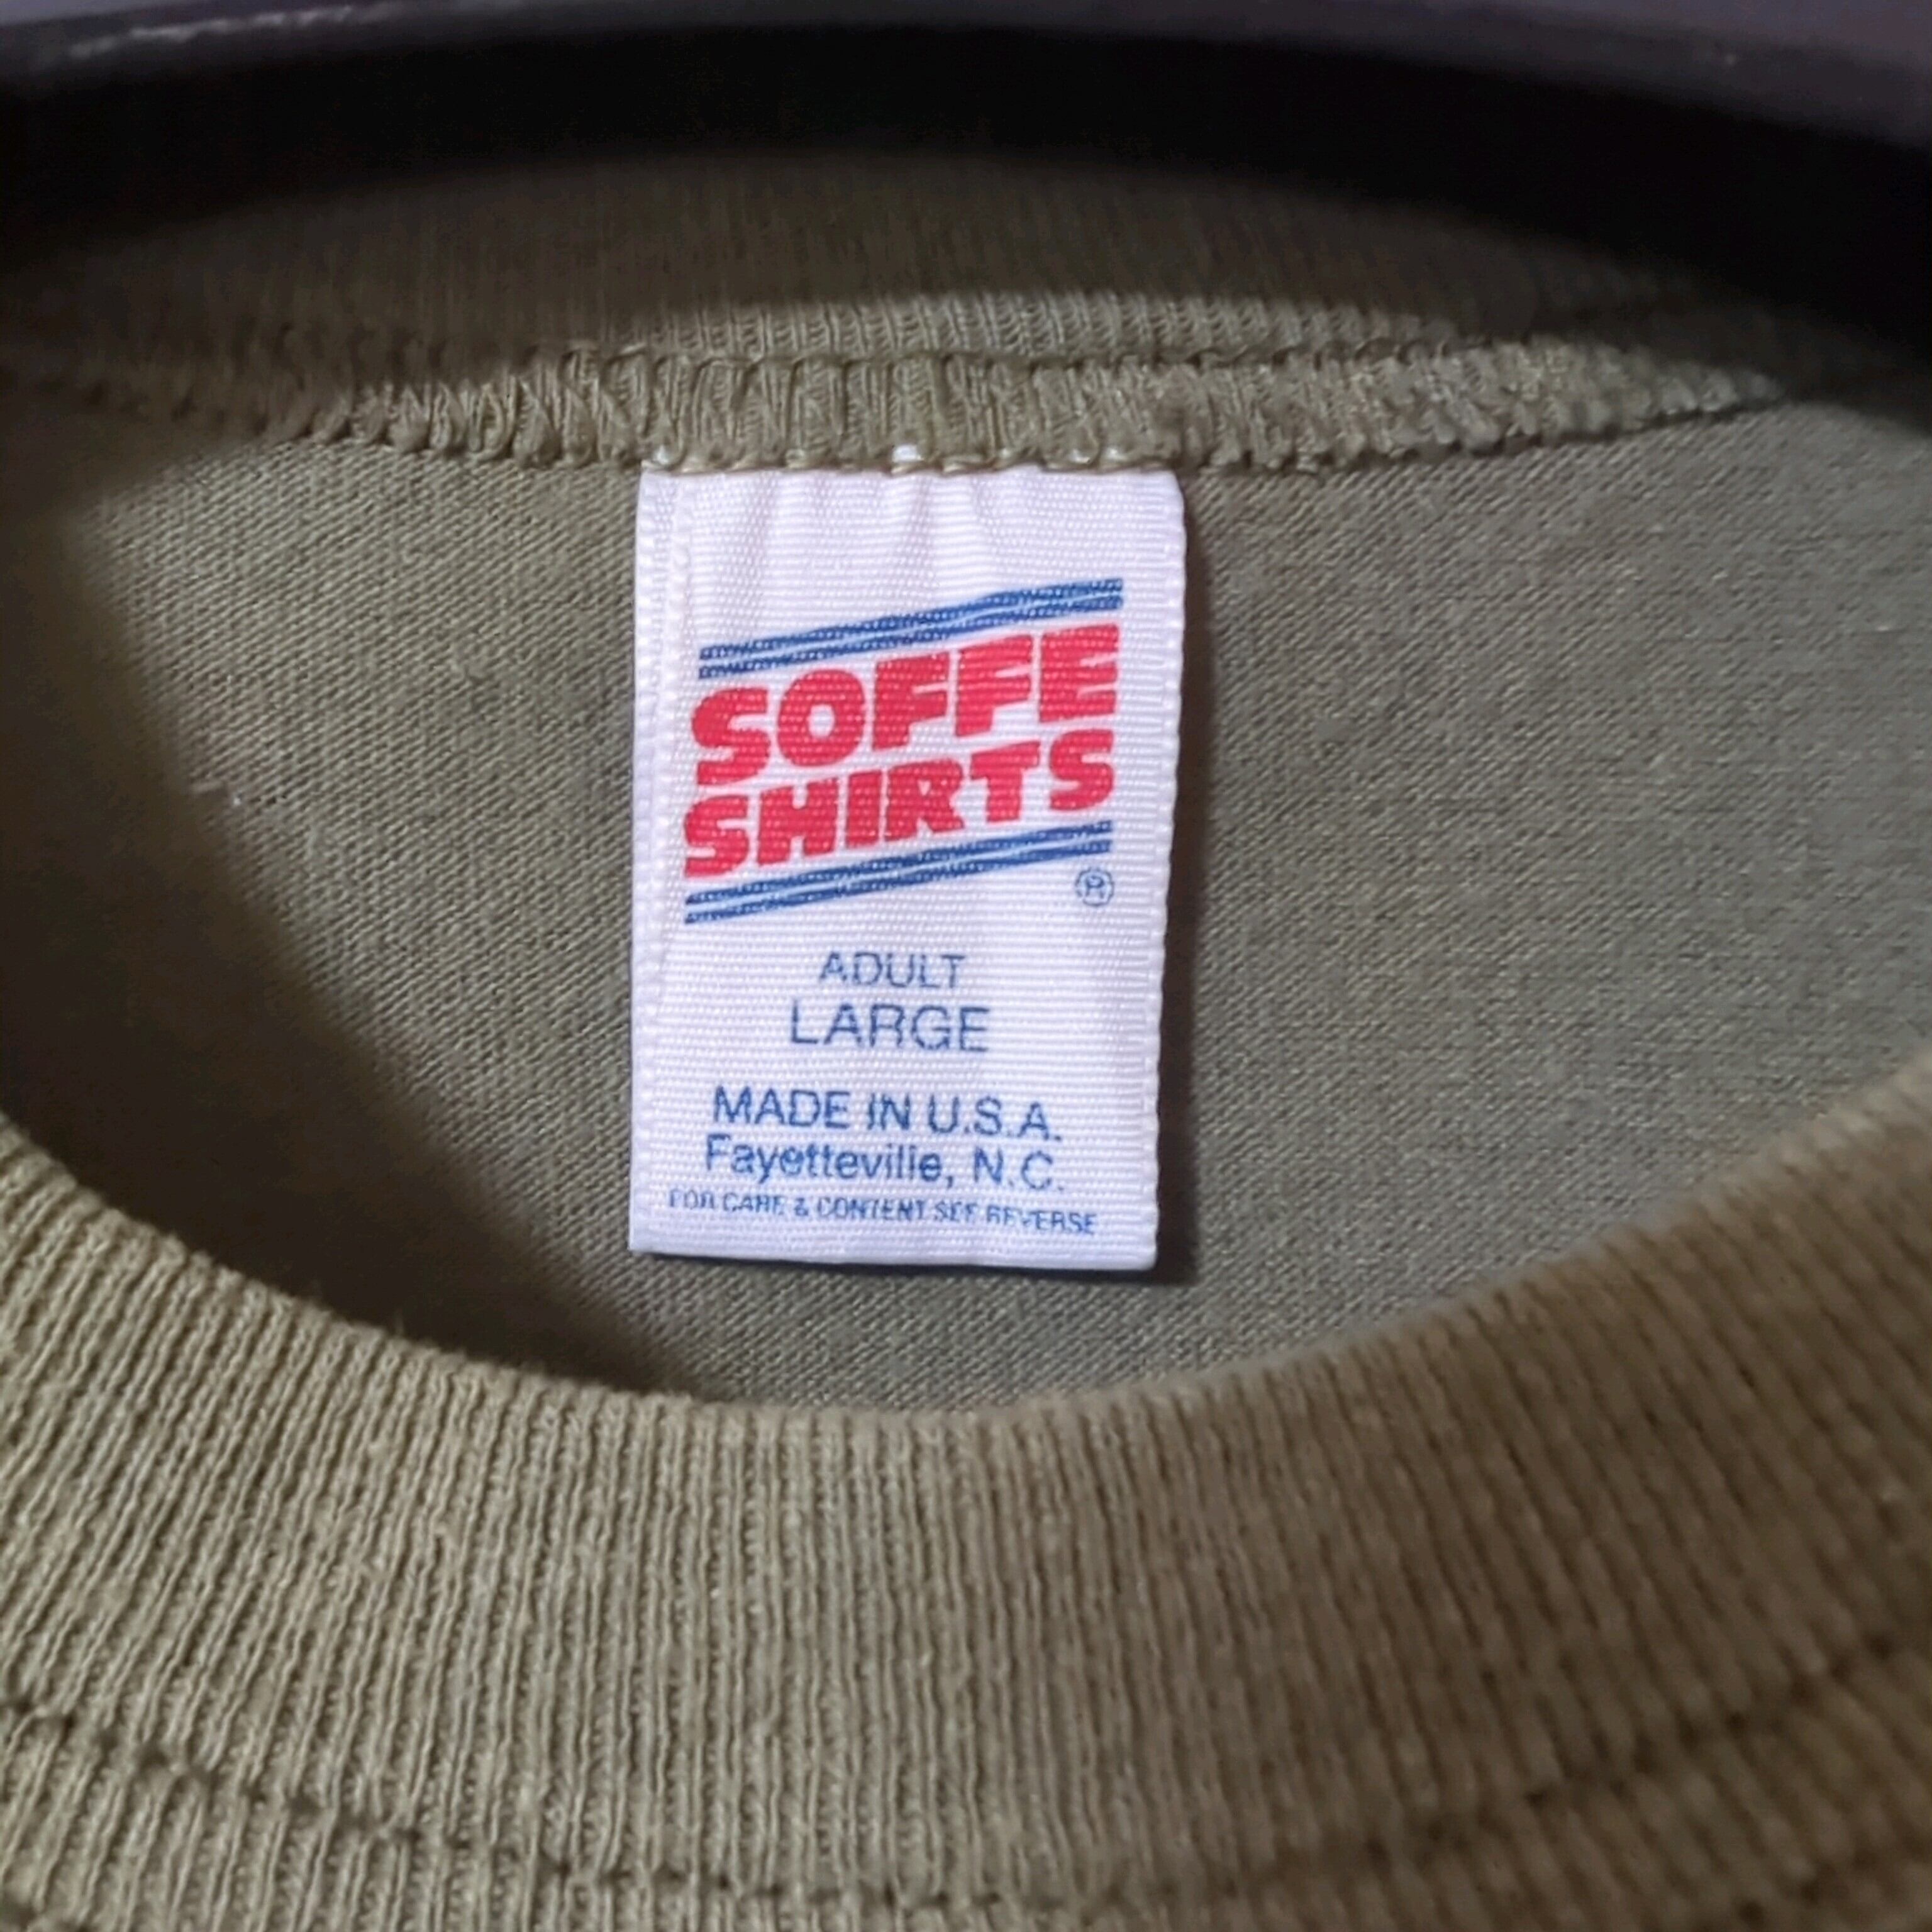 SOFFE
SHIRTS
®
ADULT
LARGE
MADE IN U.S.A.
Fayetteville, N.C.
FOR CARE & CONTENT SEE REVERSE